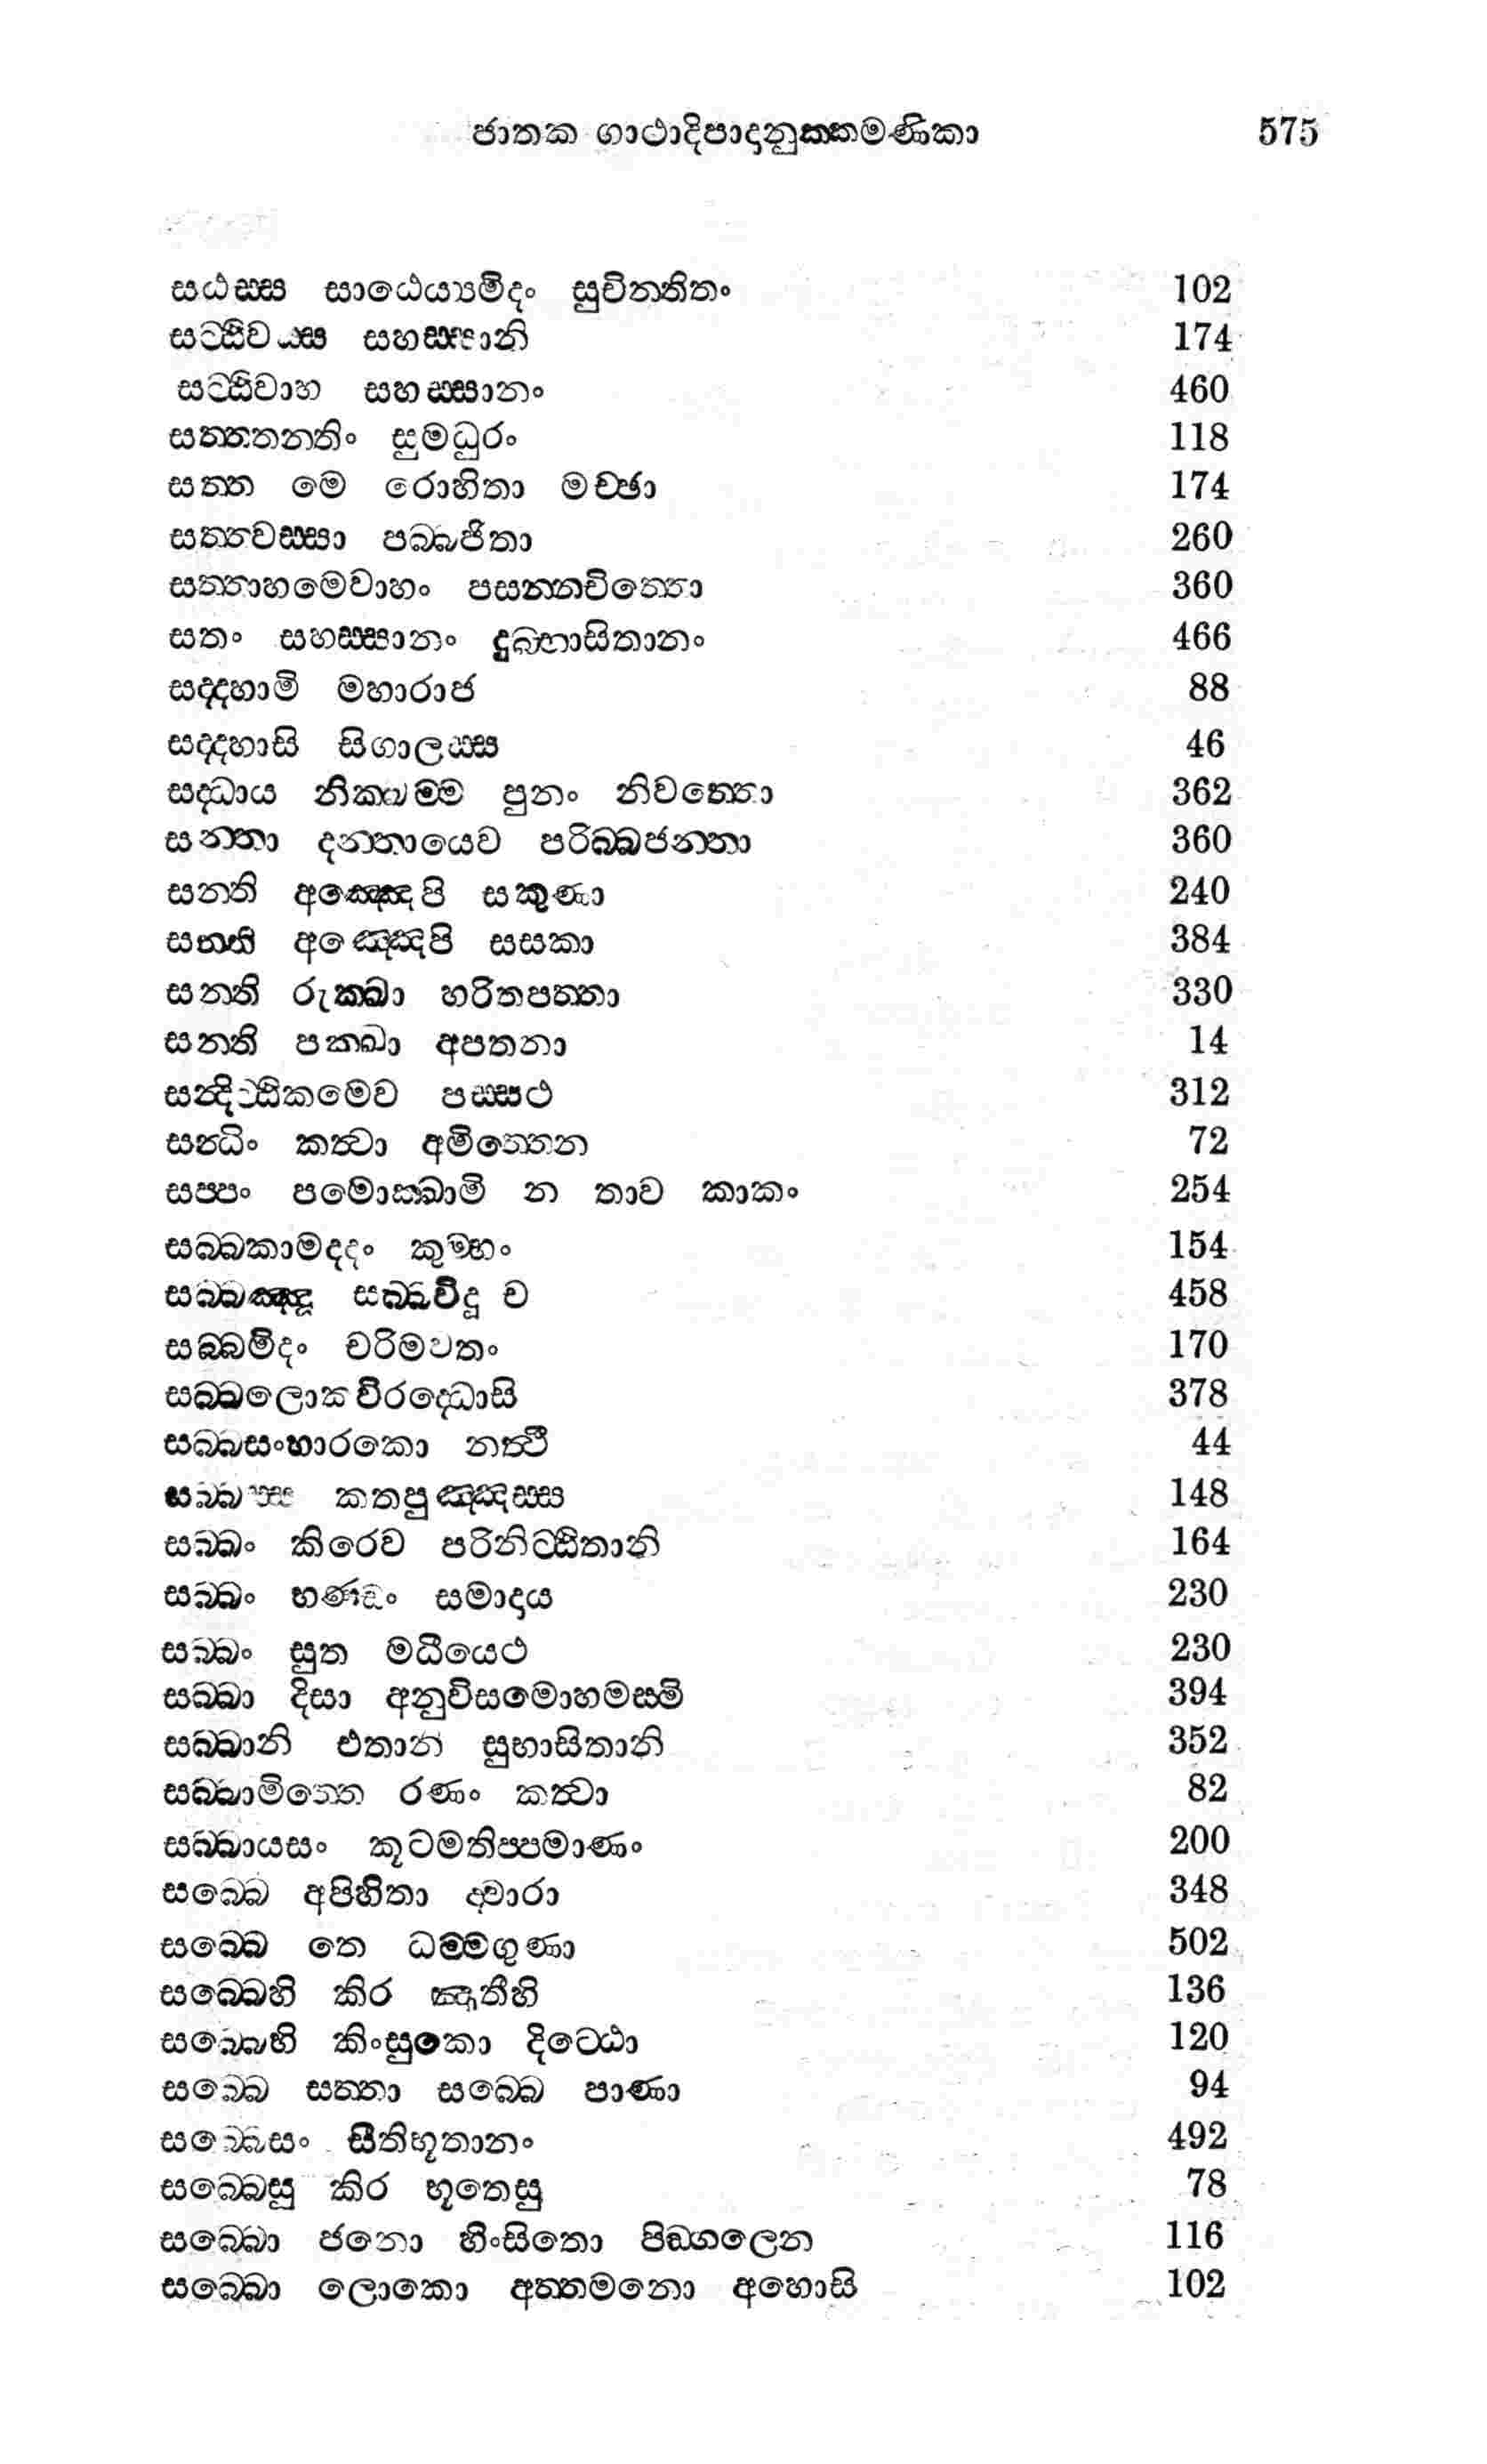 ජාතක ගාථාදිපාදානුක්කමණිකා 575
සඨස්ස සාඨෙය්‍යමිදං සුචින්තිතං 102
සට්ඨිවස්ස සහස්සානි 174
සට්ඨිවාහ සහස්සානං 460
සත්තතන්තිං සුමධුරං 118
සත්ත මෙ රොහිතා මච්ඡා 174
සත්තවස්සා පබ්බජිතා 260
සත්තාහමෙවාහං පසන්නචිත්තො 360
සතං සහස්සානං දුබ්භාසිතානං 466
සද්දහාමි මහාරාජ 88
සද්දහාසි සිගාලස්ස 46
සද්ධාය නික්ඛම්ම පුනං නිවත්තො 362
සන්තා දන්තායෙව පරිබ්බජන්තා 360
සන්ති අඤ්ඤෙපි සකුණා 240
සන්ති අඤ්ඤෙපි සසකා 384
සන්ති රුක්ඛා හරිතපත්තා 330
සන්ති පක්ඛා අපතනා 14
සන්දිට්ඨිකමෙව පස්සථ 312
සන්ධිං කත්වා අමිත්තෙන 72
සප්පං පමොක්ඛාමි න තාව කාකං 254
සබ්බකාමදදං කුම්භං 154
සබ්බඤ්ඤූ සබ්බවිදූ ච 458
සබ්බමිදං චරිමවතං 170
සබ්බලොකවිරද්ධොසි 378
සබ්බසංහාරකො නත්ථි 44
සබ්බස්ස කතපුඤ්ඤස්ස 148
සබ්බං කිරෙව පරිනිට්ඨිතානි 164
සබ්බං භණ්ඩං සමාදාය 230
සබ්බං සුත මධීයෙථ 230
සබ්බා දිසා අනුවිසමොහමස්මි 394
සබ්බානි එතානි සුභාසිතානි 352
සබ්බාමිත්තෙ රණං කත්වා 82
සබ්බායසං කූටමතිප්පමාණං 200
සබ්බෙ අපිහිතා ද්වාරා 348
සබ්බෙ තෙ ධම්මගුණා 502
සබ්බෙහි කිර ඤාතීහි 136
සබ්බෙහි කිංසුකො දිට්ඨො 120
සබ්බෙ සත්තා සබ්බෙ පාණා 94
සබ්බෙසං සීතිභූතානං 492
සබ්බෙසු කිර භූතෙසු 78
සබ්බො ජනො හිංසිතො පිඞ්ගලෙන 116
සබ්බො ලොකො අත්තමනො අහොසි 102